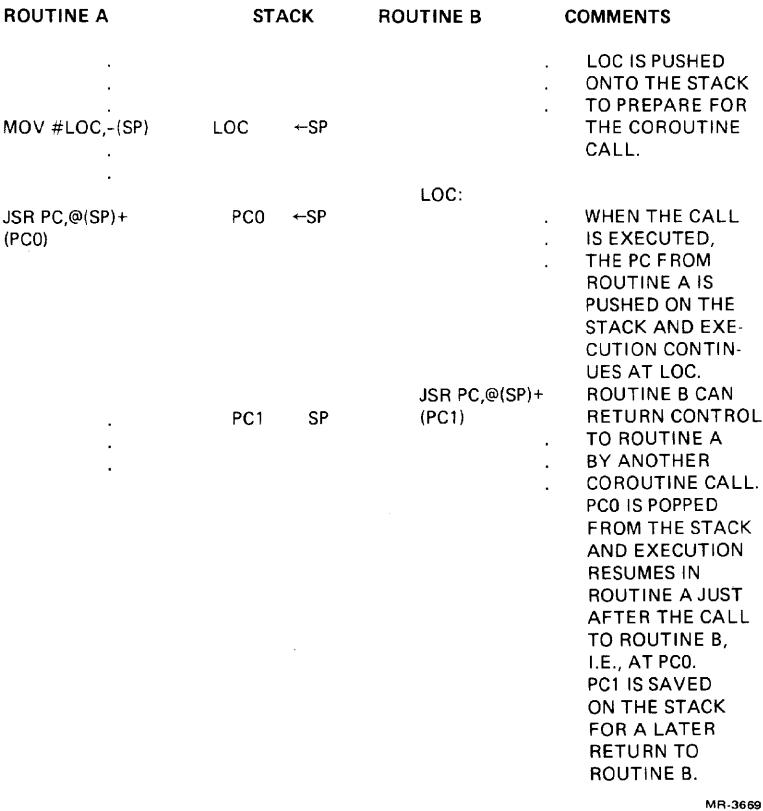 ROUTINE A STACK ROUTINE B COMMENTS
. . LOC IS PUSHED
. . ONTO THE STACK
. . TO PREPARE FOR
MOV #LOC,-(SP) LOC ←SP THE COROUTINE
. CALL.
.
LOC:
JSR PC,@(SP)+ PC0 ←SP . WHEN THE CALL
(PC0) . IS EXECUTED,
. THE PC FROM
ROUTINE A IS
PUSHED ON THE
STACK AND EXE-
CUTION CONTIN-
UES AT LOC.
JSR PC,@(SP)+ ROUTINE B CAN
. PC1 SP (PC1) RETURN CONTROL
. . TO ROUTINE A
. . BY ANOTHER
. COROUTINE CALL.
PC0 IS POPPED
FROM THE STACK
AND EXECUTION
RESUMES IN
ROUTINE A JUST
AFTER THE CALL
TO ROUTINE B,
I.E., AT PC0.
PC1 IS SAVED
ON THE STACK
FOR A LATER
RETURN TO
ROUTINE B.
MR-3669